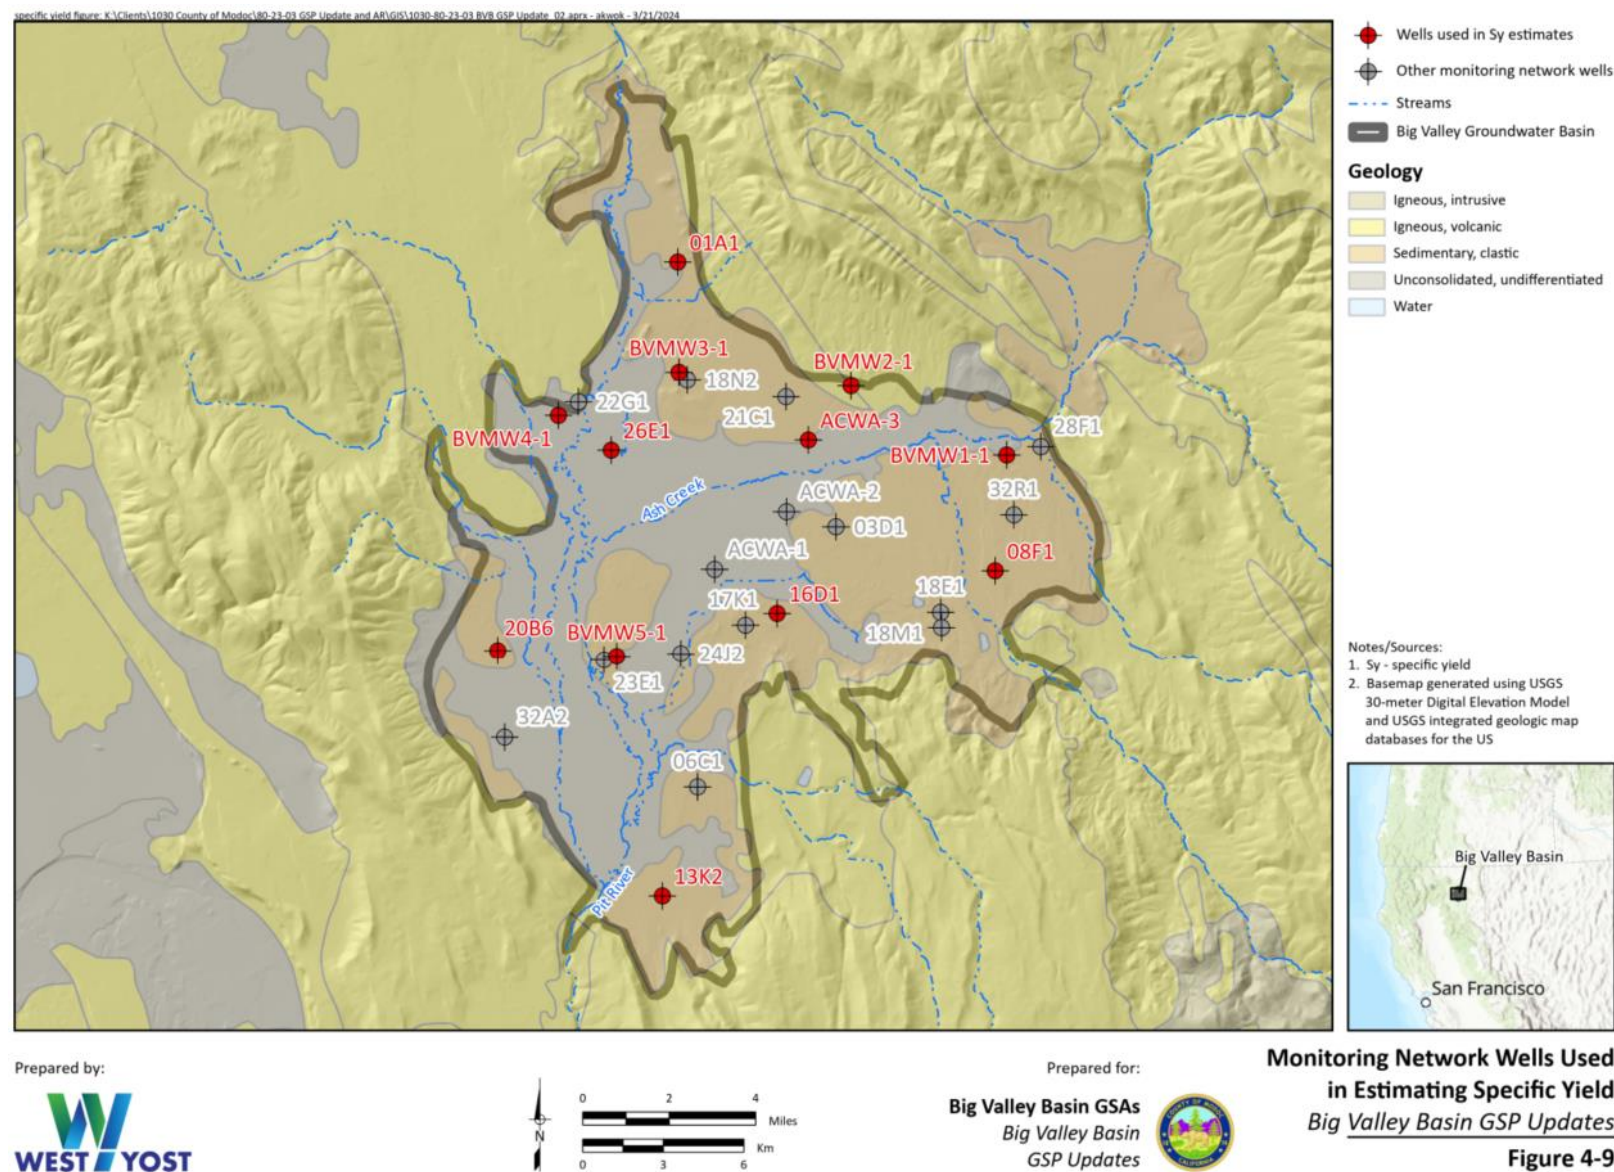 specific yield figure: K:\Clients\1030 County of Modoc\80-23-03 GSP Update and AR\GIS\1030-80-23-03 BVB GSP Update_02.aprx - akwok - 3/21/2024
Wells used in Sy estimates
Other monitoring network wells
Streams
Big Valley Groundwater Basin
Geology
Igneous, intrusive
Igneous, volcanic
Sedimentary, clastic
Unconsolidated, undifferentiated
Water
01A1
BVMW3-1
18N2
BVMW2-1
22G1
21C1
BVMW4-1
26E1
ACWA-3
28F1
BVMW1-1
Ash Creek
ACWA-2
32R1
03D1
ACWA-1
08F1
17K1
16D1
18E1
18M1
20B6
BVMW5-1
24J2
23E1
32A2
06C1
13K2
Pit River
Notes/Sources:
1. Sy - specific yield
2. Basemap generated using USGS
30-meter Digital Elevation Model
and USGS integrated geologic map
databases for the US
Big Valley Basin
San Francisco
Prepared by:
WEST YOST
N
0 2 4
Miles
Km
0 3 6
Prepared for:
Big Valley Basin GSAs
Big Valley Basin
GSP Updates
COUNTY OF MODOC
CALIFORNIA
Monitoring Network Wells Used
in Estimating Specific Yield
Big Valley Basin GSP Updates
Figure 4-9